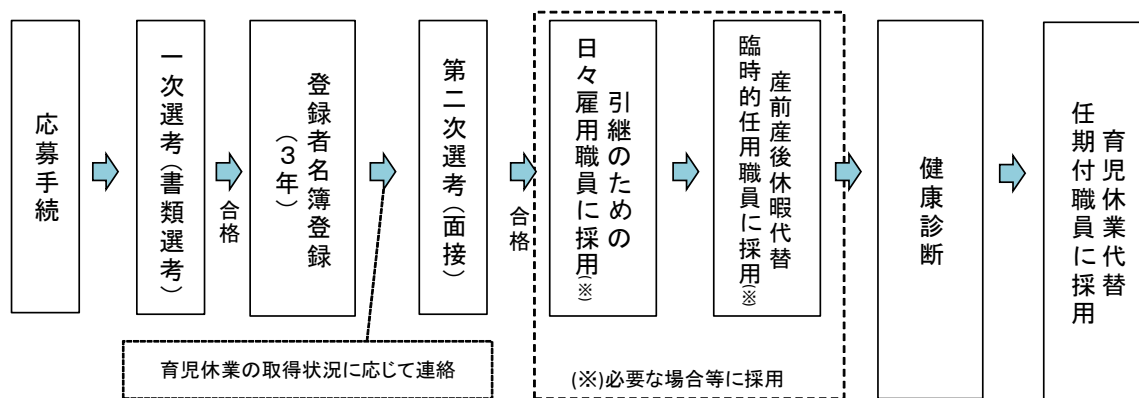 応募手続
一次選考(書類選考)
合格
登録者名簿登録
(3年)
第二次選考(面接)
合格
引継のための
日々雇用職員に採用(※)
産前産後休暇代替
臨時的任用職員に採用(※)
健康診断
育児休業代替
任期付職員に採用
育児休業の取得状況に応じて連絡
(※)必要な場合等に採用